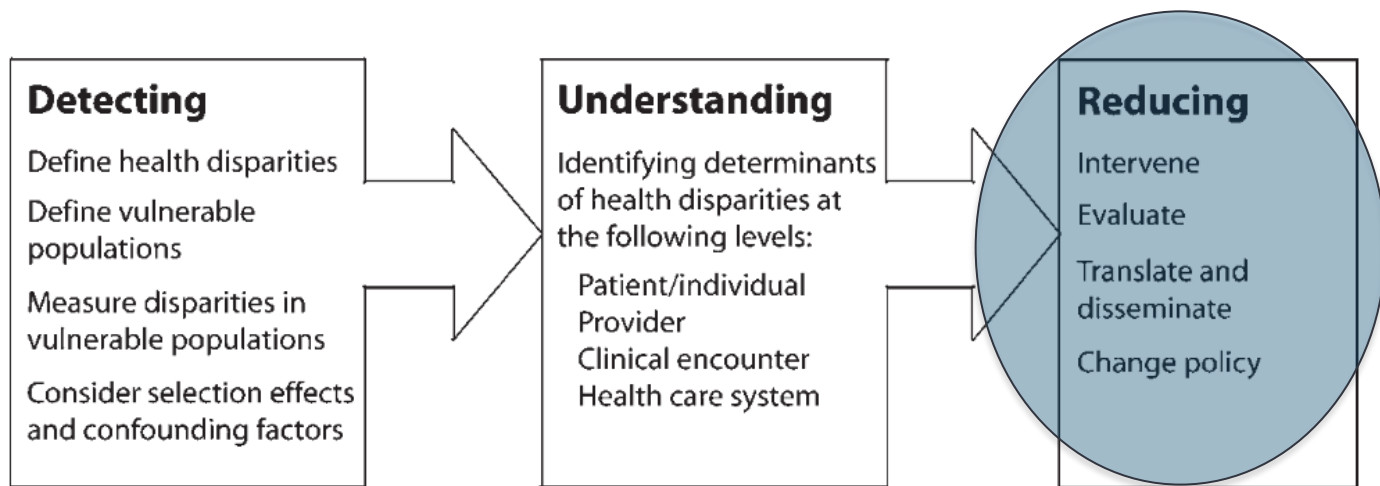 Detecting
Define health disparities
Define vulnerable
populations
Measure disparities in
vulnerable populations
Consider selection effects
and confounding factors
Understanding
Identifying determinants
of health disparities at
the following levels:
Patient/individual
Provider
Clinical encounter
Health care system
Reducing
Intervene
Evaluate
Translate and
disseminate
Change policy